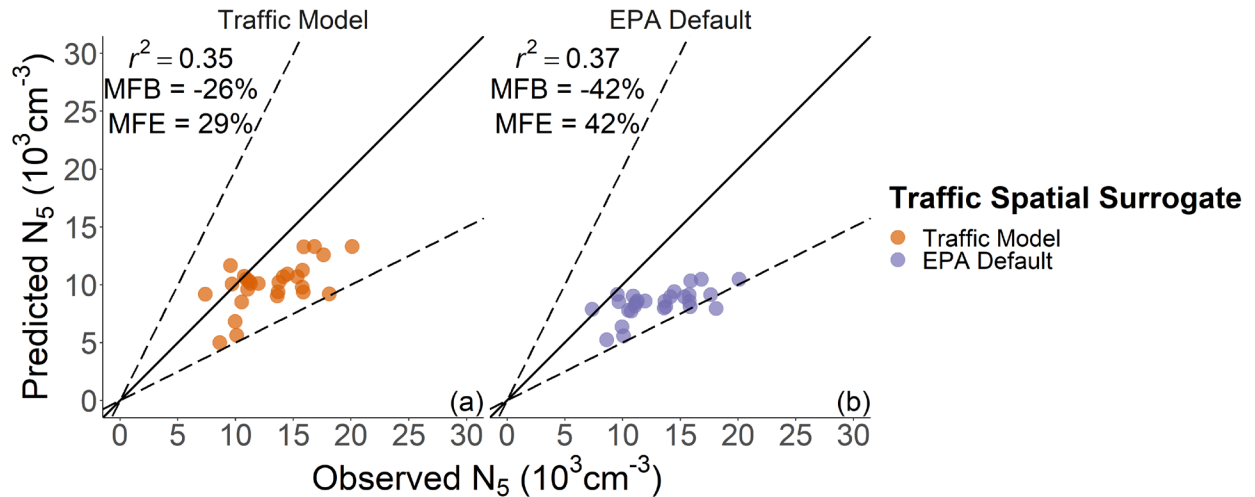 Traffic Model
EPA Default
r² = 0.35
MFB = -26%
MFE = 29%
r² = 0.37
MFB = -42%
MFE = 42%
Predicted N₅ (10³cm⁻³)
30
25
20
15
10
5
0
(a)
(b)
0 5 10 15 20 25 30
0 5 10 15 20 25 30
Observed N₅ (10³cm⁻³)
Traffic Spatial Surrogate
Traffic Model
EPA Default